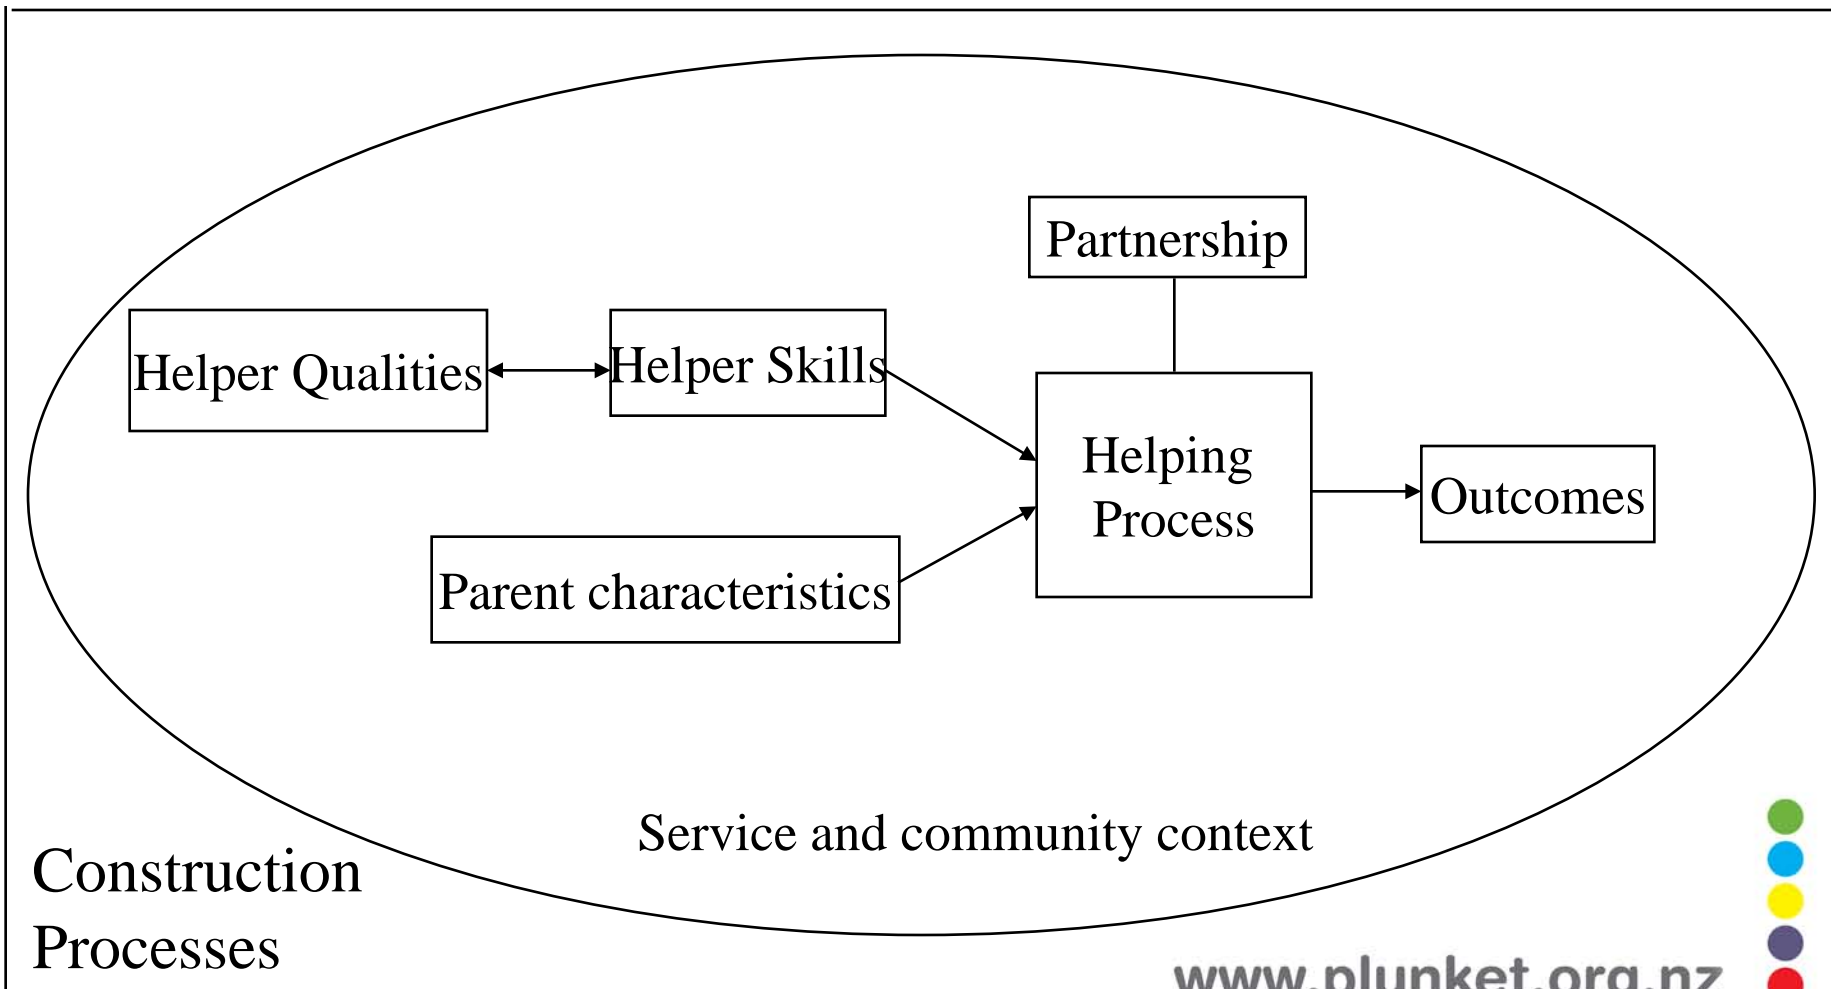 Partnership
Helper Qualities
Helper Skills
Helping
Process
Outcomes
Parent characteristics
Service and community context
Construction
Processes
www.plunket.org.nz